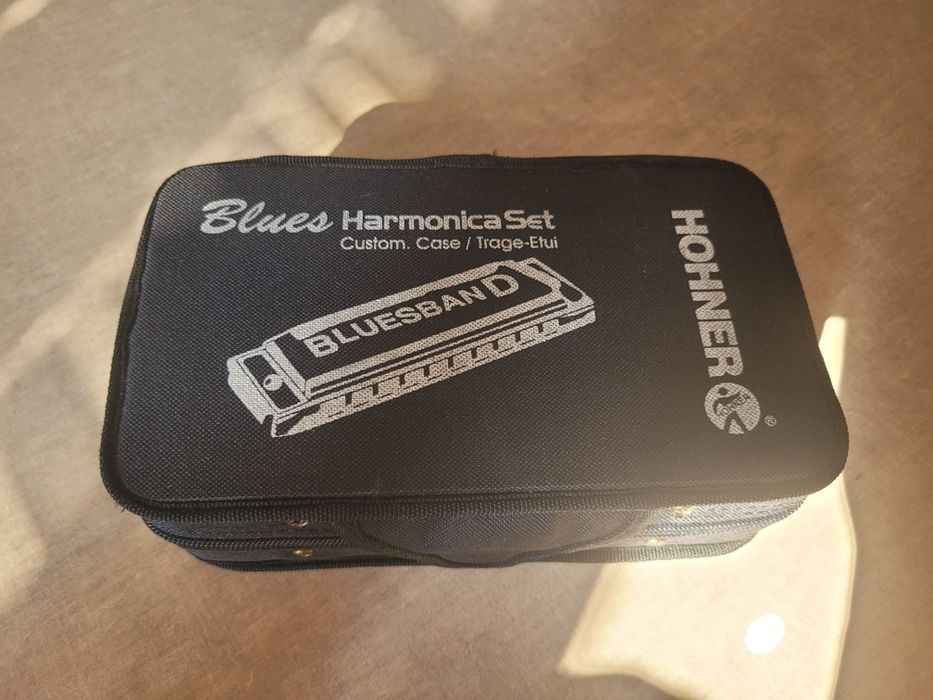 Blues Harmonica Set
Custom. Case / Trage-Etui
BLUESBAND
HOHNER
®